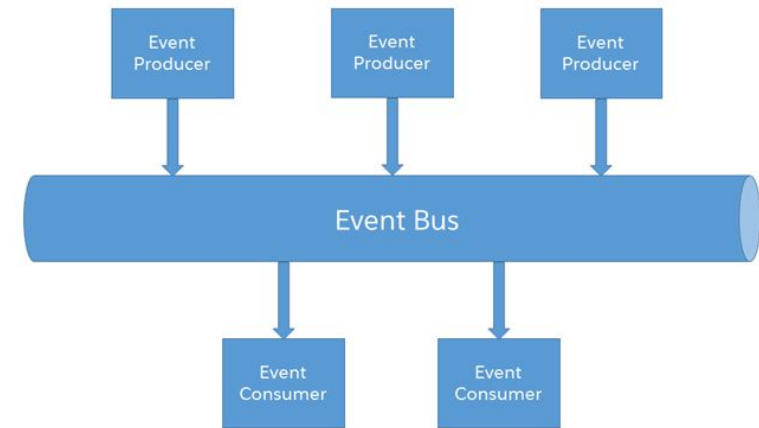 Event
Producer
Event
Producer
Event
Producer
Event Bus
Event
Consumer
Event
Consumer